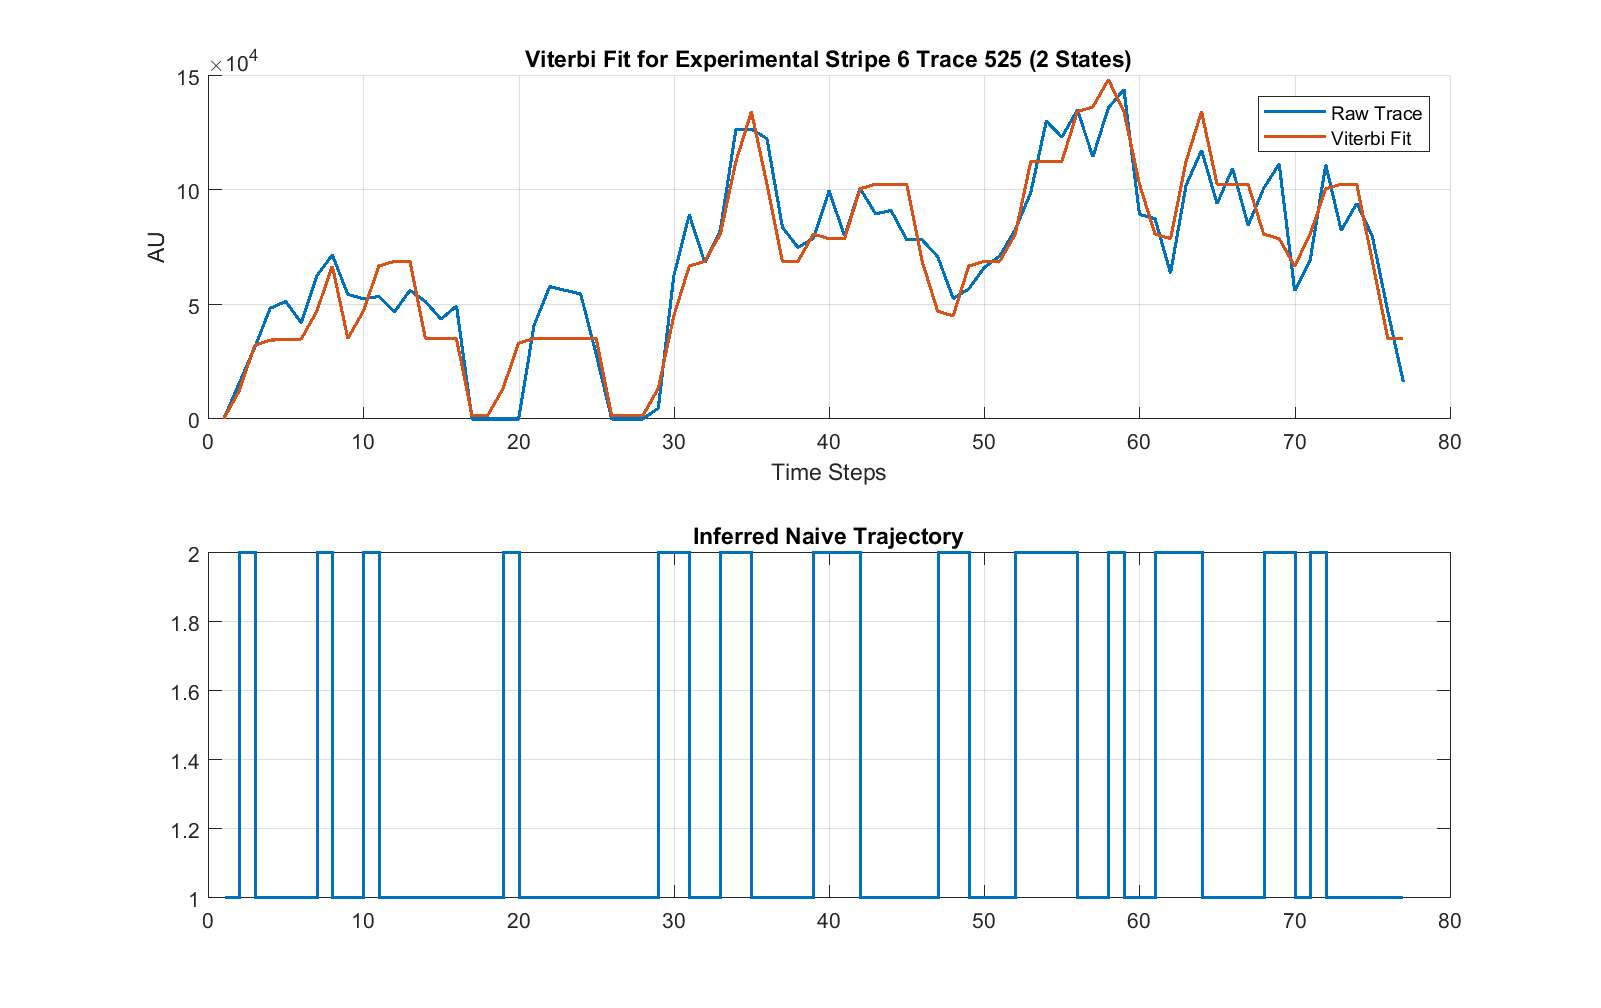 Viterbi Fit for Experimental Stripe 6 Trace 525 (2 States)
×10^4
15
10
5
0
AU
Raw Trace
Viterbi Fit
0 10 20 30 40 50 60 70 80
Time Steps
Inferred Naive Trajectory
2
1.8
1.6
1.4
1.2
1
0 10 20 30 40 50 60 70 80